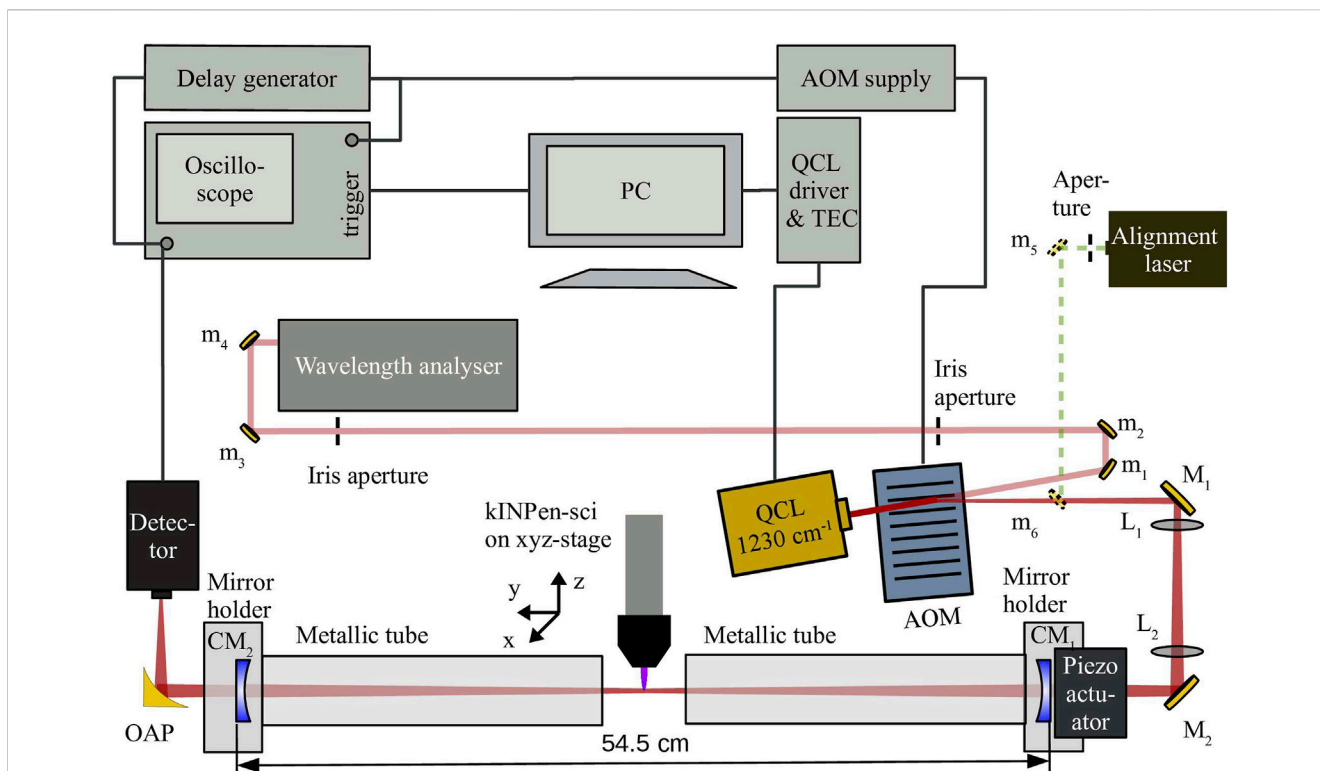 Delay generator
AOM supply
Oscillo-
scope
trigger
PC
QCL
driver
& TEC
Aper-
ture
m5
Alignment
laser
m4
Wavelength analyser
Iris
aperture
m3
Iris aperture
m2
m1
Detec-
tor
kINPen-sci
on xyz-stage
QCL
1230 cm-1
m6
M1
L1
Mirror
holder
CM2
Metallic tube
y
z
x
Metallic tube
AOM
Mirror
holder
CM1
L2
Piezo
actu-
ator
OAP
M2
54.5 cm